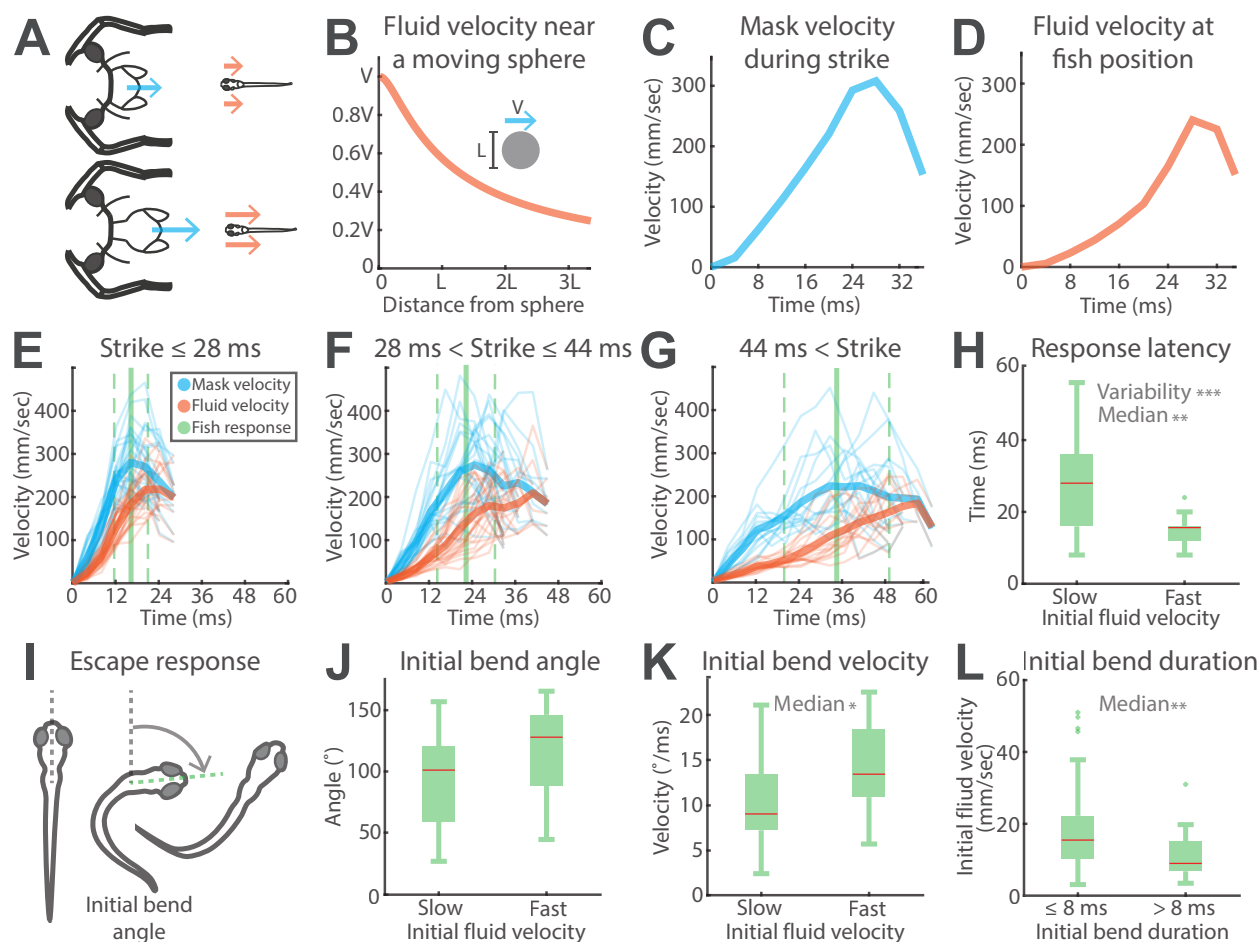 A
B
Fluid velocity near
a moving sphere
V
0.8V
0.6V
0.4V
0.2V
0
V
L
0
L
2L
3L
Distance from sphere
C
Mask velocity
during strike
Velocity (mm/sec)
300
200
100
0
0
8
16
24
32
Time (ms)
D
Fluid velocity at
fish position
Velocity (mm/sec)
300
200
100
0
0
8
16
24
32
Time (ms)
E
Strike ≤ 28 ms
Mask velocity
Fluid velocity
Fish response
Velocity (mm/sec)
400
300
200
100
0
12
24
36
48
60
Time (ms)
F
28 ms < Strike ≤ 44 ms
Velocity (mm/sec)
400
300
200
100
0
12
24
36
48
60
Time (ms)
G
44 ms < Strike
Velocity (mm/sec)
400
300
200
100
0
12
24
36
48
60
Time (ms)
H
Response latency
Variability ***
Median **
Time (ms)
60
40
20
0
Slow
Fast
Initial fluid velocity
I
Escape response
Initial bend
angle
J
Initial bend angle
Angle (°)
150
100
50
0
Slow
Fast
Initial fluid velocity
K
Initial bend velocity
Median *
Velocity (°/ms)
20
15
10
5
0
Slow
Fast
Initial fluid velocity
L
Initial bend duration
Median**
Initial fliud velocity
(mm/sec)
60
40
20
0
≤ 8 ms
> 8 ms
Initial bend duration